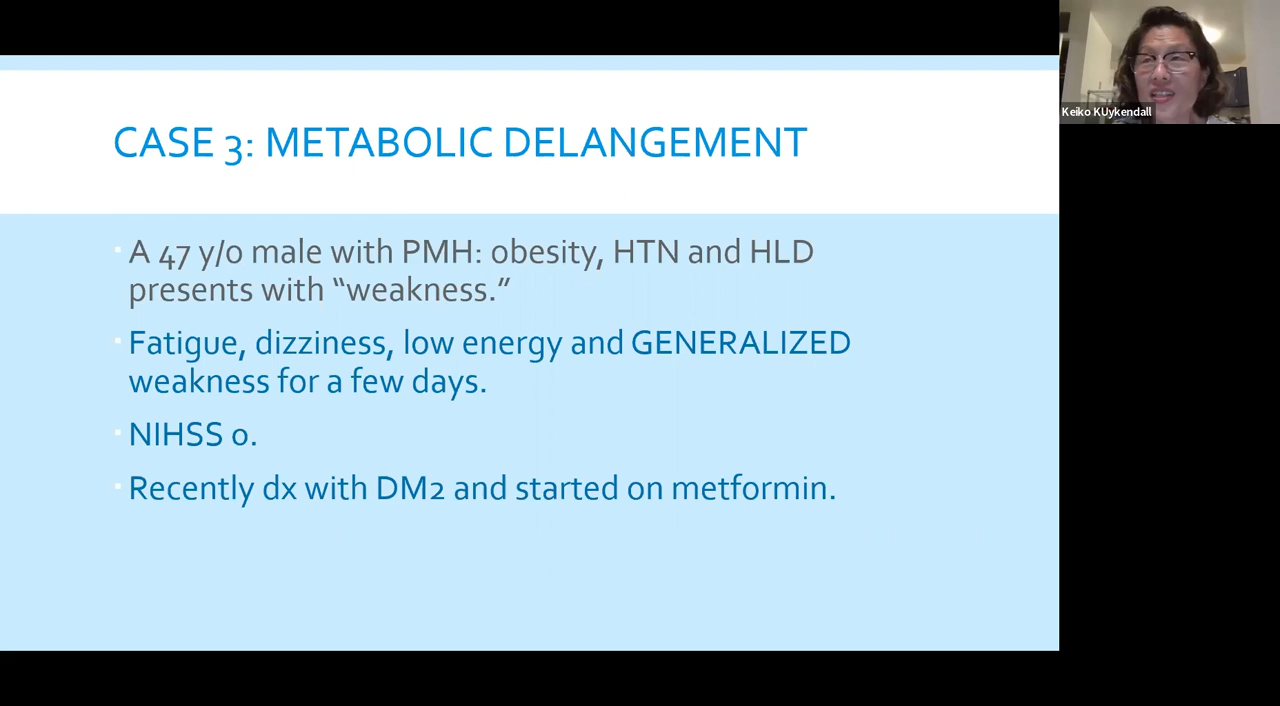 CASE 3: METABOLIC DELANGEMENT
A 47 y/o male with PMH: obesity, HTN and HLD
presents with “weakness.”
Fatigue, dizziness, low energy and GENERALIZED
weakness for a few days.
NIHSS 0.
Recently dx with DM2 and started on metformin.
Keiko KUykendall